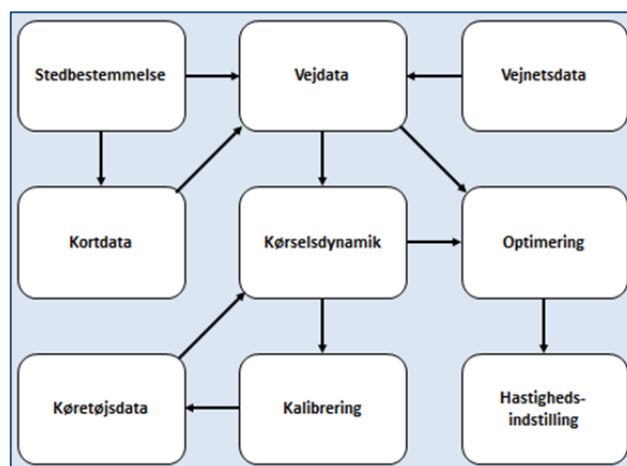 Stedbestemmelse
Vejdata
Vejnetsdata
Kortdata
Kørselsdynamik
Optimering
Køretøjsdata
Kalibrering
Hastigheds-
indstilling